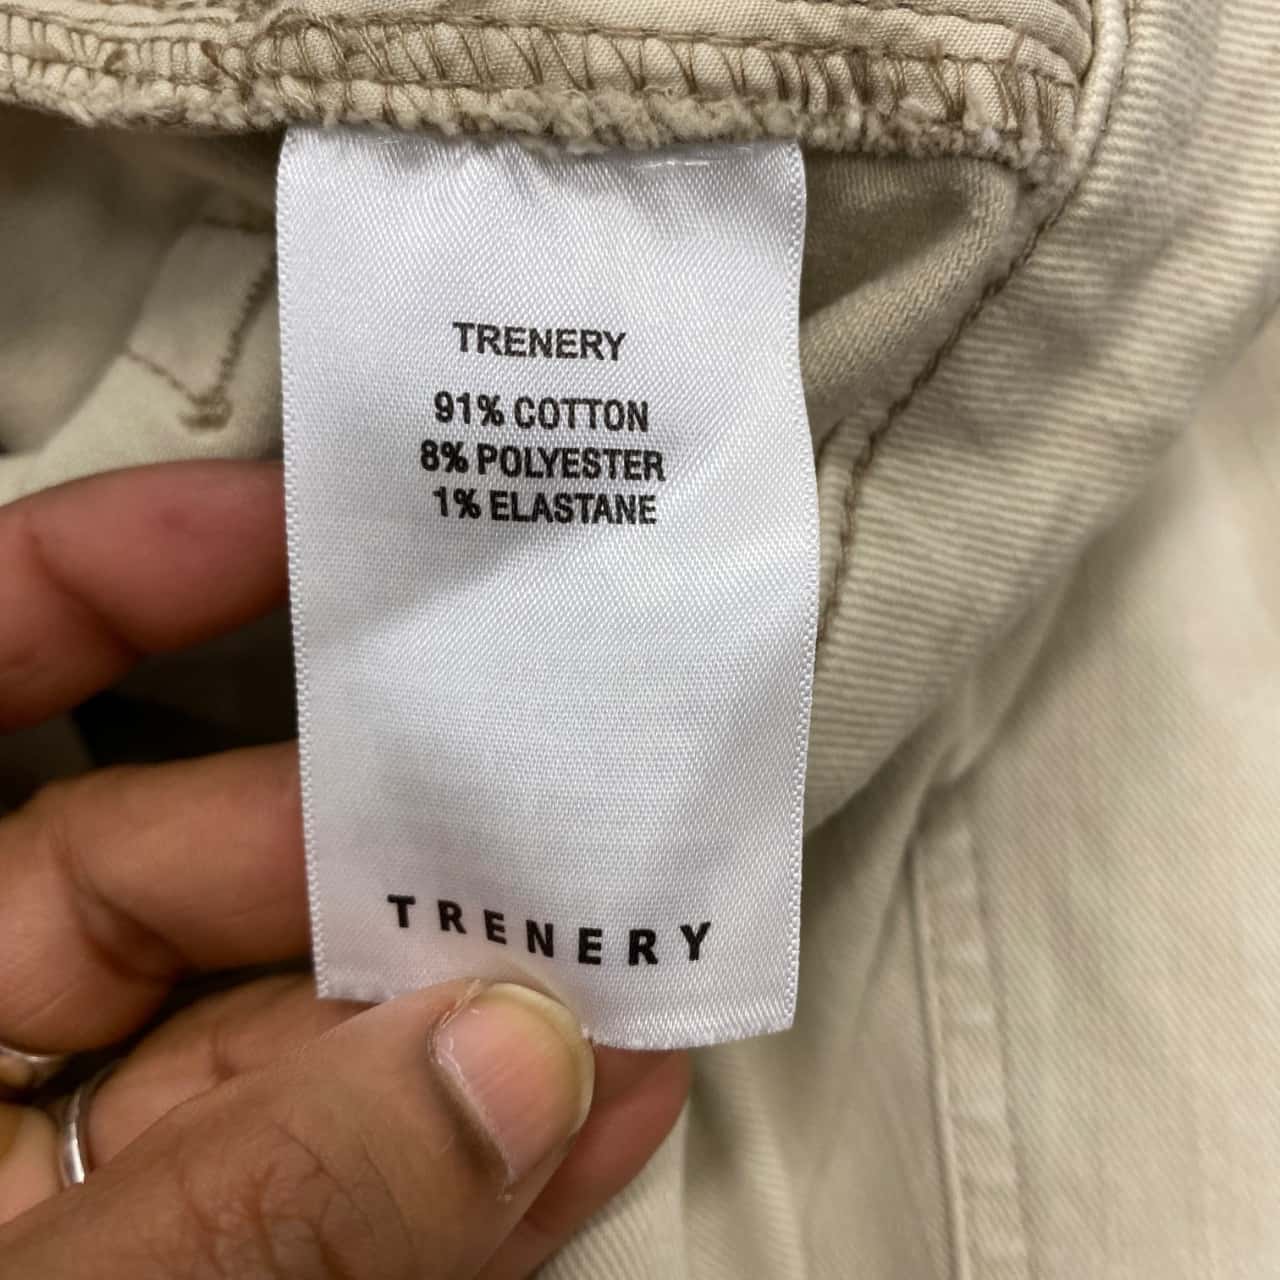 TRENERY
91% COTTON
8% POLYESTER
1% ELASTANE
TRENERY